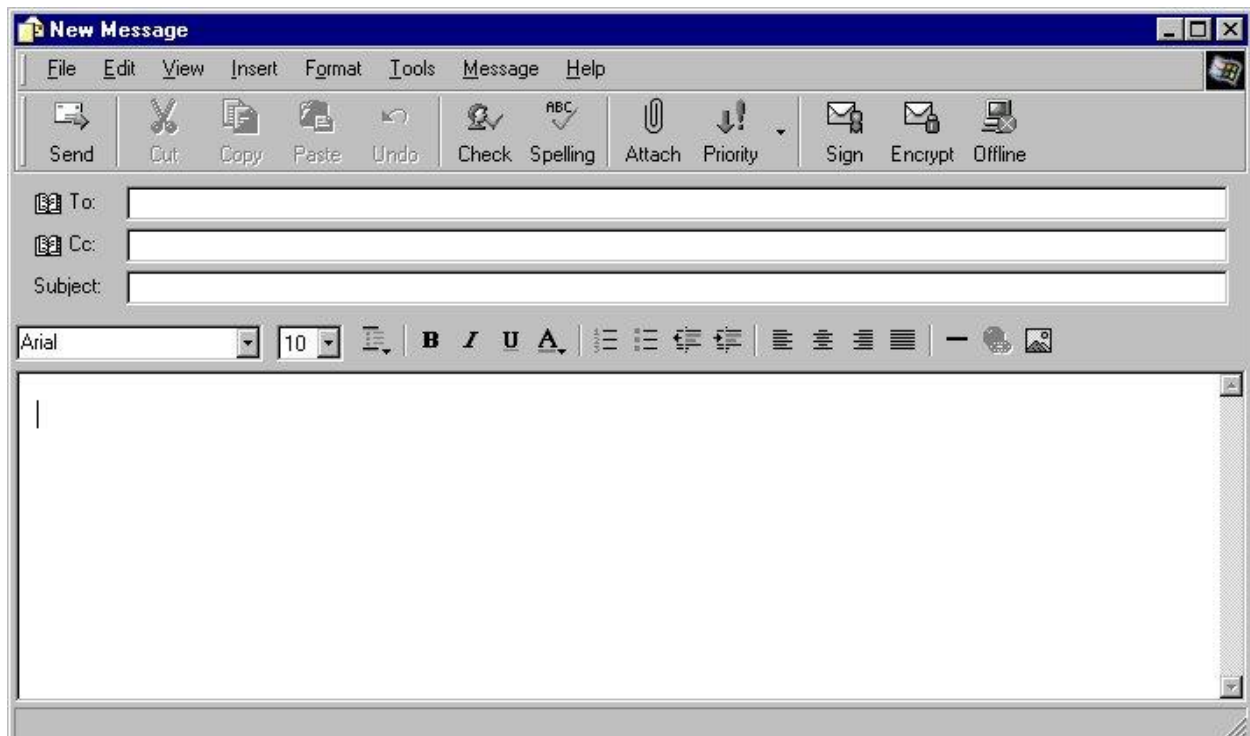 New Message
File Edit View Insert Format Tools Message Help
ABC
Send Cut Copy Paste Undo Check Spelling Attach Priority Sign Encrypt Offline
To:
Cc:
Subject:
Arial 10 B I U A